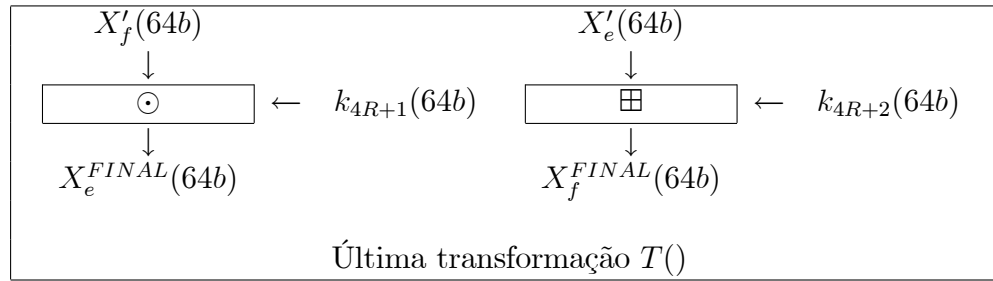 X′_f(64b) X′_e(64b)
↓ ↓
⊙ ← k_{4R+1}(64b) ⊞ ← k_{4R+2}(64b)
↓ ↓
X_e^{FINAL}(64b) X_f^{FINAL}(64b)
Última transformação T()